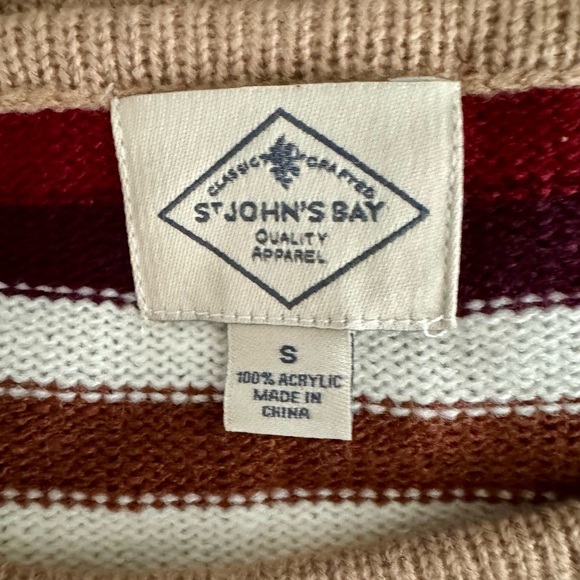 CLASSIC CRAFTED
ST JOHN'S BAY
QUALITY
APPAREL
S
100% ACRYLIC
MADE IN
CHINA